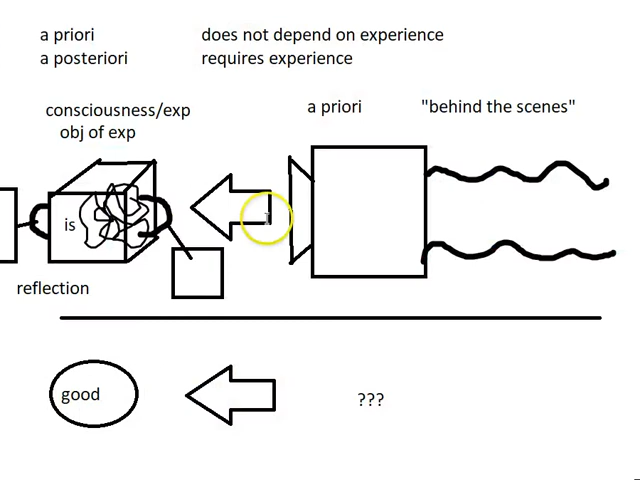 a priori does not depend on experience
a posteriori requires experience
consciousness/exp a priori "behind the scenes"
obj of exp
is
reflection
good
???